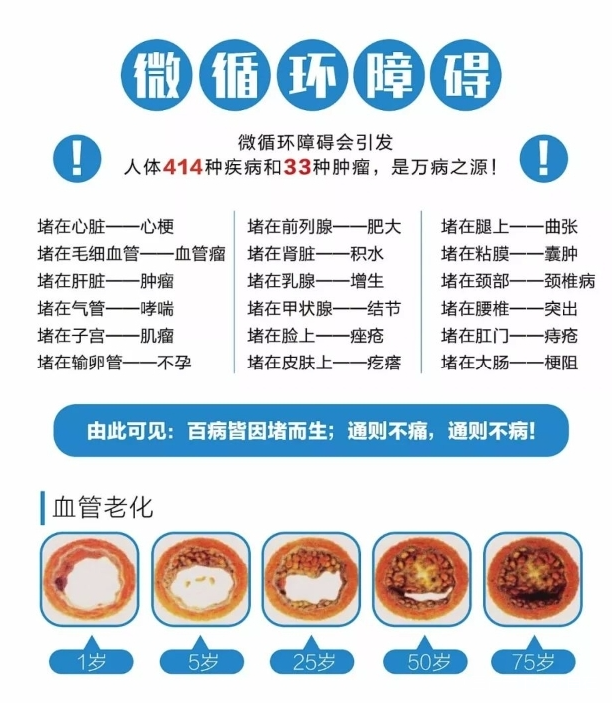 微循环障碍
微循环障碍会引发
! 人体414种疾病和33种肿瘤，是万病之源！ !
堵在心脏——心梗
堵在毛细血管——血管瘤
堵在肝脏——肿瘤
堵在气管——哮喘
堵在子宫——肌瘤
堵在输卵管——不孕
堵在前列腺——肥大
堵在肾脏——积水
堵在乳腺——增生
堵在甲状腺——结节
堵在脸上——痤疮
堵在皮肤上——疙瘩
堵在腿上——曲张
堵在粘膜——囊肿
堵在颈部——颈椎病
堵在腰椎——突出
堵在肛门——痔疮
堵在大肠——梗阻
由此可见：百病皆因堵而生；通则不痛，通则不病！
血管老化
1岁 5岁 25岁 50岁 75岁